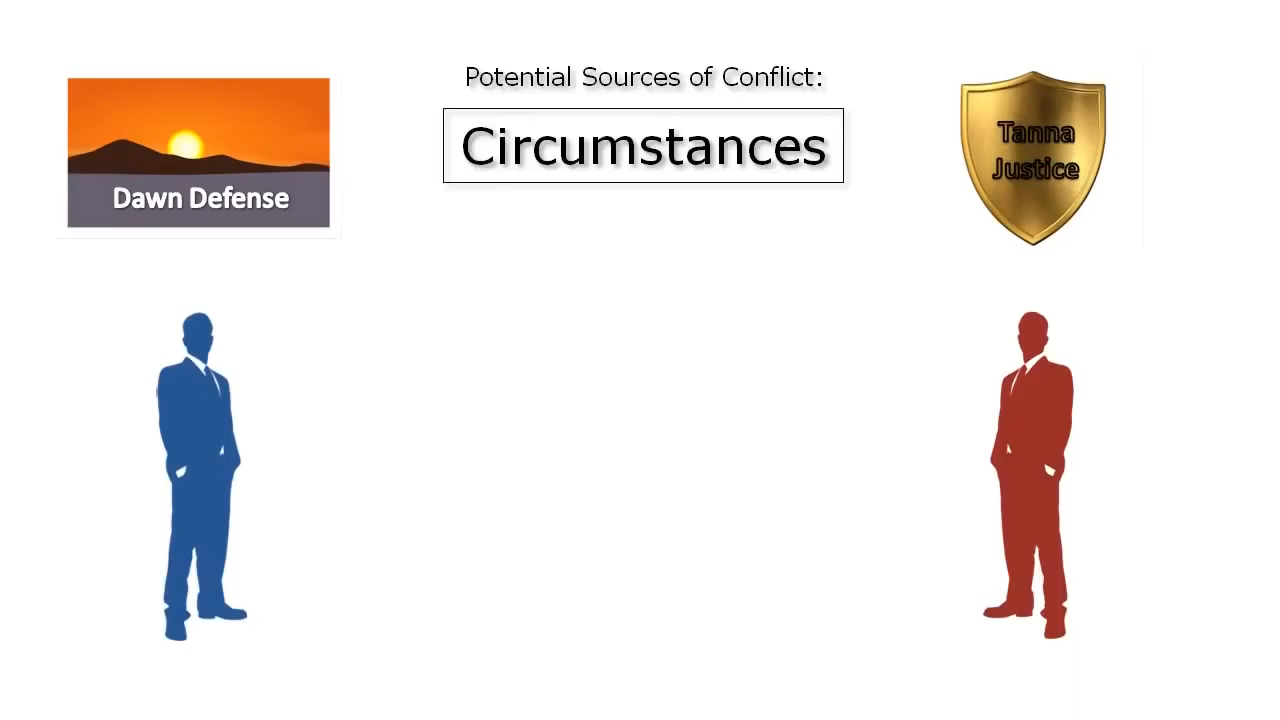 Potential Sources of Conflict:
Circumstances
Dawn Defense
Tanna
Justice